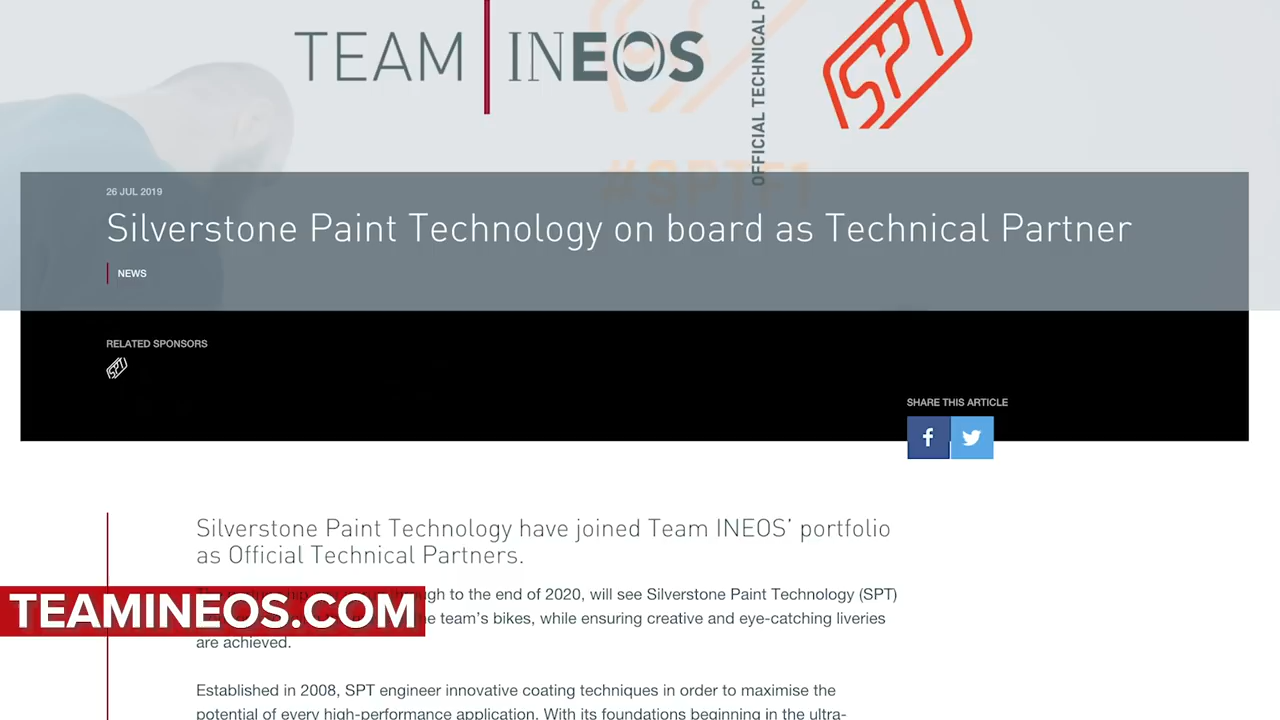 TEAM INEOS
OFFICIAL TECHNICAL P
SPT
#SPTF1
26 JUL 2019
Silverstone Paint Technology on board as Technical Partner
NEWS
RELATED SPONSORS
SPT
SHARE THIS ARTICLE
Silverstone Paint Technology have joined Team INEOS’ portfolio
as Official Technical Partners.
to the end of 2020, will see Silverstone Paint Technology (SPT)
team’s bikes, while ensuring creative and eye-catching liveries
TEAMINEOS.COM
are achieved.
Established in 2008, SPT engineer innovative coating techniques in order to maximise the
potential of every high-performance application. With its foundations beginning in the ultra-